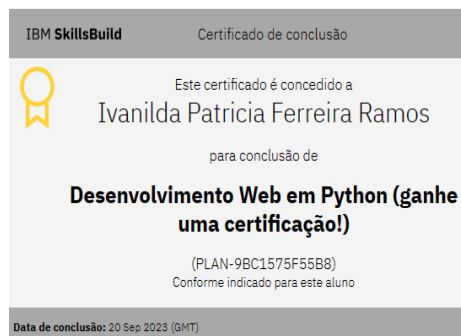 IBM SkillsBuild
Certificado de conclusão
Este certificado é concedido a
Ivanilda Patricia Ferreira Ramos
para conclusão de
Desenvolvimento Web em Python (ganhe
uma certificação!)
(PLAN-9BC1575F55B8)
Conforme indicado para este aluno
Data de conclusão: 20 Sep 2023 (GMT)